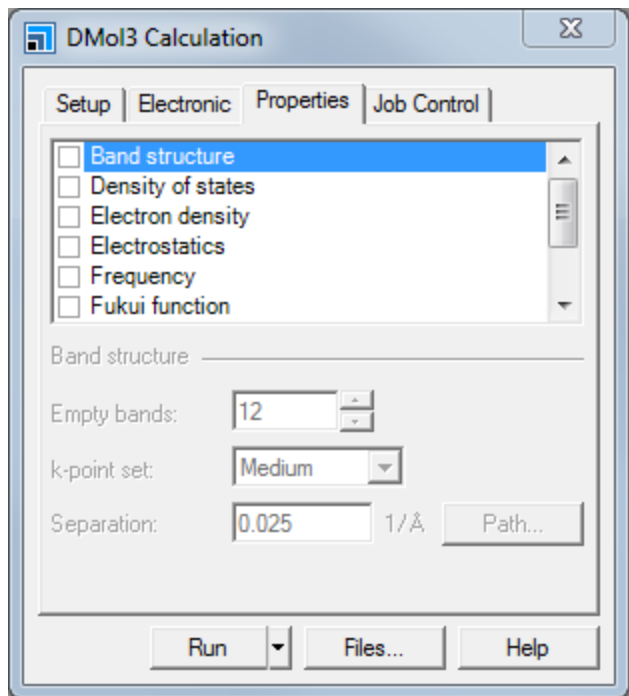 DMol3 Calculation
Setup Electronic Properties Job Control
Band structure
Density of states
Electron density
Electrostatics
Frequency
Fukui function
Band structure
Empty bands: 12
k-point set: Medium
Separation: 0.025 1/Å Path...
Run Files... Help